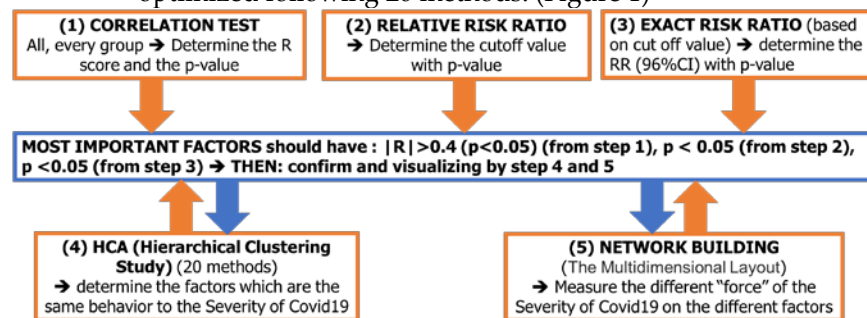 optimized following 20 methods. (Figure 1)
(1) CORRELATION TEST
All, every group → Determine the R
score and the p-value
(2) RELATIVE RISK RATIO
→ Determine the cutoff value
with p-value
(3) EXACT RISK RATIO (based
on cut off value) → determine the
RR (96%CI) with p-value
MOST IMPORTANT FACTORS should have : |R|>0.4 (p<0.05) (from step 1), p < 0.05 (from step 2),
p <0.05 (from step 3) → THEN: confirm and visualizing by step 4 and 5
(4) HCA (Hierarchical Clustering
Study) (20 methods)
→ determine the factors which are the
same behavior to the Severity of Covid19
(5) NETWORK BUILDING
(The Multidimensional Layout)
→ Measure the different “force” of the
Severity of Covid19 on the different factors